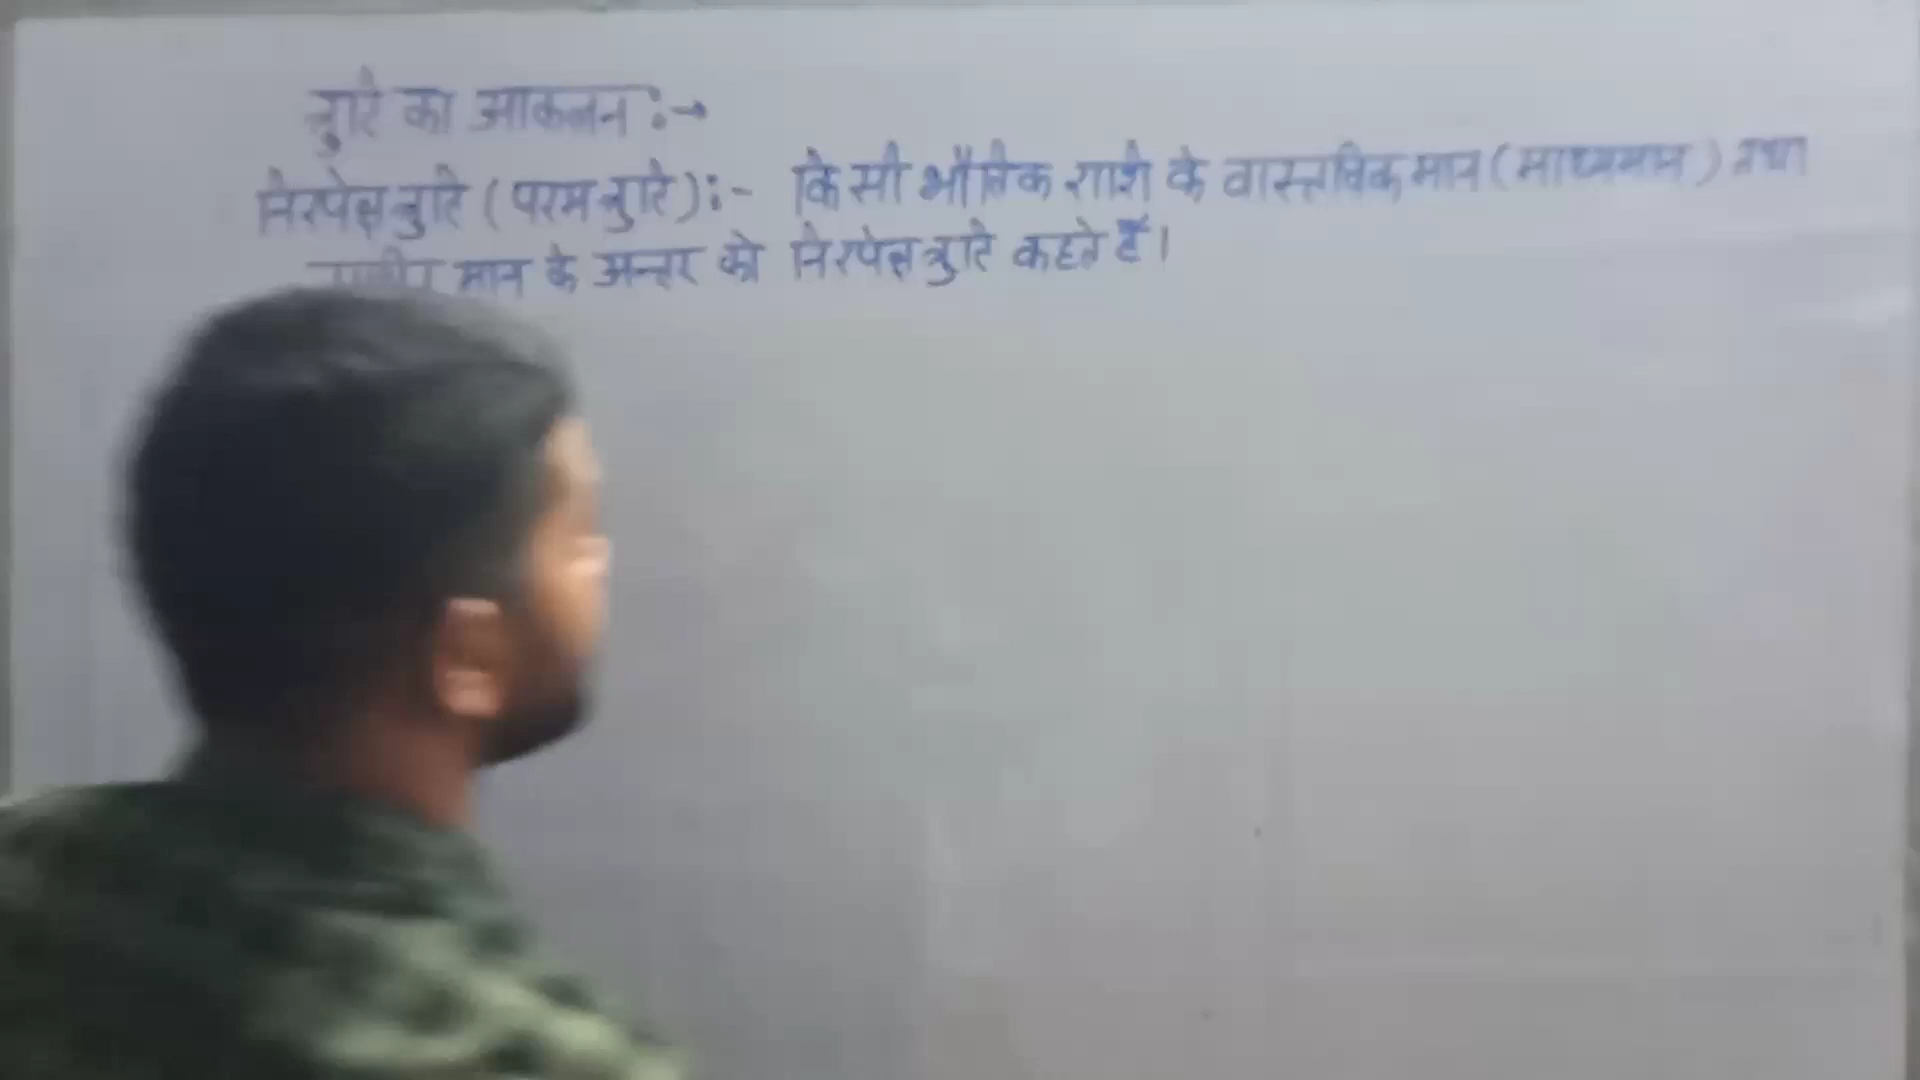 त्रुटि का आकलन :→
निरपेक्ष त्रुटि (परम त्रुटि) :- किसी भौतिक राशि के वास्तविक मान (माध्यमान) तथा
मान के अन्तर को निरपेक्ष त्रुटि कहते हैं।